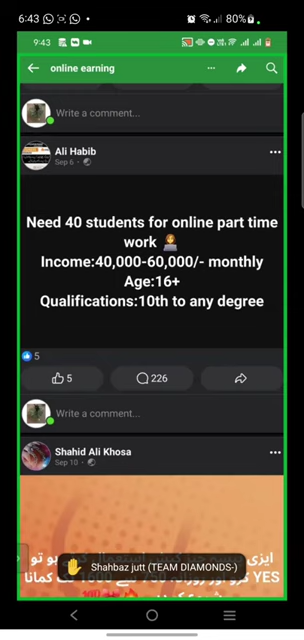 6:43
80%
9:43
online earning
Write a comment...
Ali Habib
Sep 6
Need 40 students for online part time
work
Income:40,000-60,000/- monthly
Age:16+
Qualifications:10th to any degree
5
5
226
Write a comment...
Shahid Ali Khosa
Sep 10
Shahbaz jutt (TEAM DIAMONDS-)
YES
750
1600